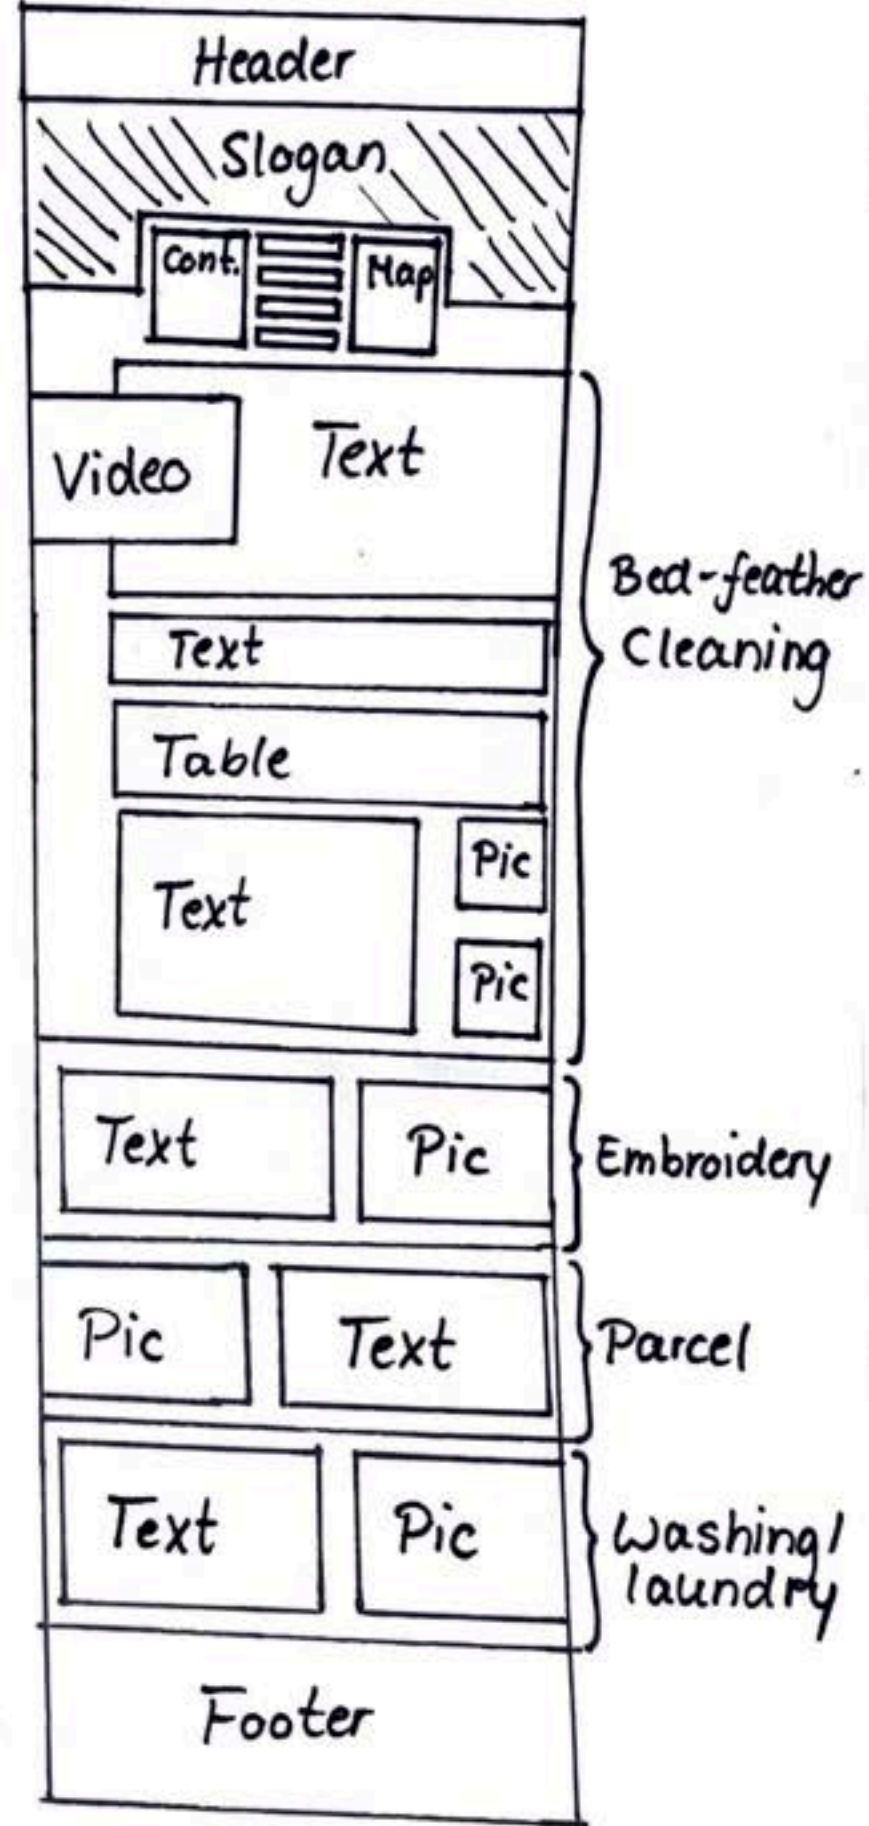 Header
Slogan
Cont.
Map
Video
Text
Text
Table
Text
Pic
Pic
Bed-feather
Cleaning
Text
Pic
Embroidery
Pic
Text
Parcel
Text
Pic
Washing/
laundry
Footer